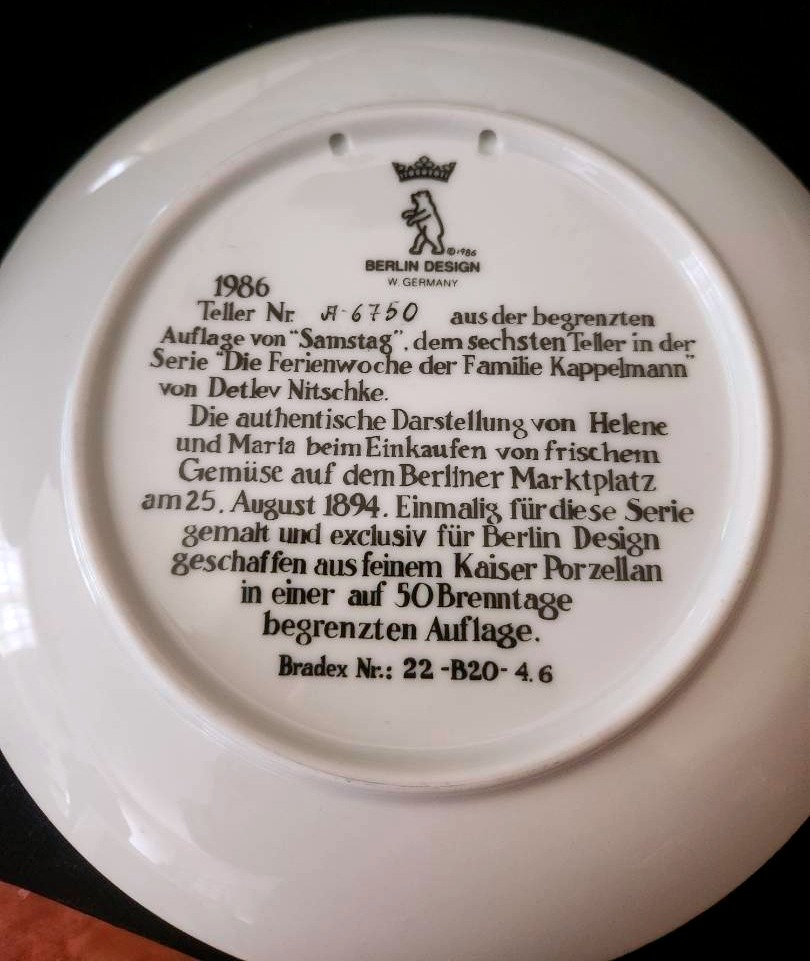 ©1986
BERLIN DESIGN
W. GERMANY
1986
Teller Nr. A-6750 aus der begrenzten
Auflage von "Samstag", dem sechsten Teller in der
Serie "Die Ferienwoche der Familie Kappelmann"
von Detlev Nitschke.
Die authentische Darstellung von Helene
und Maria beim Einkaufen von frischem
Gemüse auf dem Berliner Marktplatz
am 25. August 1894. Einmalig für diese Serie
gemalt und exclusiv für Berlin Design
geschaffen aus feinem Kaiser Porzellan
in einer auf 50 Brenntage
begrenzten Auflage.
Bradex Nr.: 22-B20-4.6